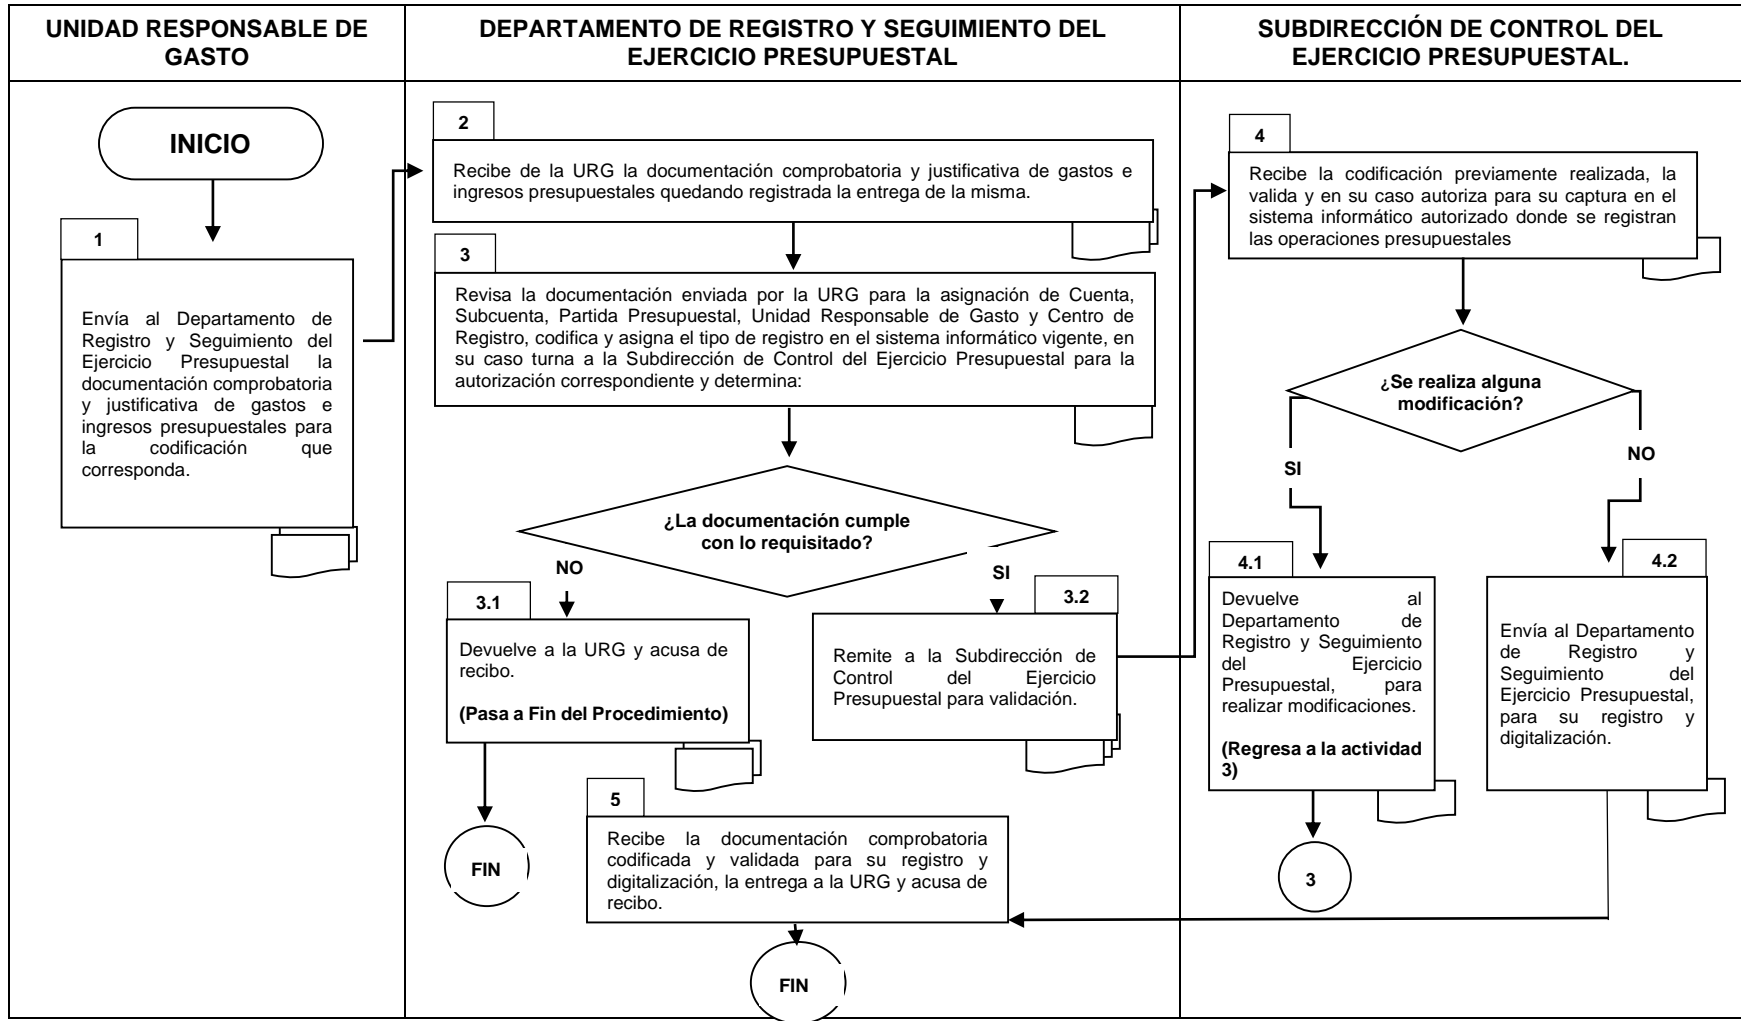 UNIDAD RESPONSABLE DE
GASTO
DEPARTAMENTO DE REGISTRO Y SEGUIMIENTO DEL
EJERCICIO PRESUPUESTAL
SUBDIRECCIÓN DE CONTROL DEL
EJERCICIO PRESUPUESTAL.
INICIO
1
Envía al Departamento de
Registro y Seguimiento del
Ejercicio Presupuestal la
documentación comprobatoria
y justificativa de gastos e
ingresos presupuestales para
la codificación que
corresponda.
2
Recibe de la URG la documentación comprobatoria y justificativa de gastos e
ingresos presupuestales quedando registrada la entrega de la misma.
3
Revisa la documentación enviada por la URG para la asignación de Cuenta,
Subcuenta, Partida Presupuestal, Unidad Responsable de Gasto y Centro de
Registro, codifica y asigna el tipo de registro en el sistema informático vigente, en
su caso turna a la Subdirección de Control del Ejercicio Presupuestal para la
autorización correspondiente y determina:
¿La documentación cumple
con lo requisitado?
NO
SI
3.1
Devuelve a la URG y acusa de
recibo.
(Pasa a Fin del Procedimiento)
FIN
3.2
Remite a la Subdirección de
Control del Ejercicio
Presupuestal para validación.
4
Recibe la codificación previamente realizada, la
valida y en su caso autoriza para su captura en el
sistema informático autorizado donde se registran
las operaciones presupuestales
¿Se realiza alguna
modificación?
SI
NO
4.1
Devuelve al
Departamento de
Registro y Seguimiento
del Ejercicio
Presupuestal, para
realizar modificaciones.
(Regresa a la actividad
3)
3
4.2
Envía al Departamento
de Registro y
Seguimiento del
Ejercicio Presupuestal,
para su registro y
digitalización.
5
Recibe la documentación comprobatoria
codificada y validada para su registro y
digitalización, la entrega a la URG y acusa de
recibo.
FIN